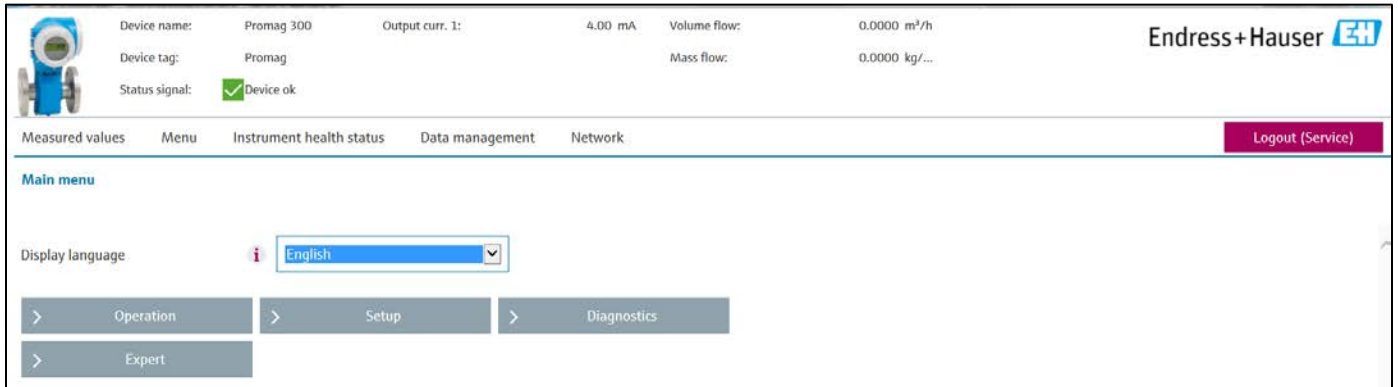 Device name: Promag 300 Output curr. 1: 4.00 mA Volume flow: 0.0000 m³/h
Endress+Hauser EH
Device tag: Promag Mass flow: 0.0000 kg/...
Status signal: Device ok
Measured values Menu Instrument health status Data management Network Logout (Service)
Main menu
Display language i English
> Operation > Setup > Diagnostics
> Expert